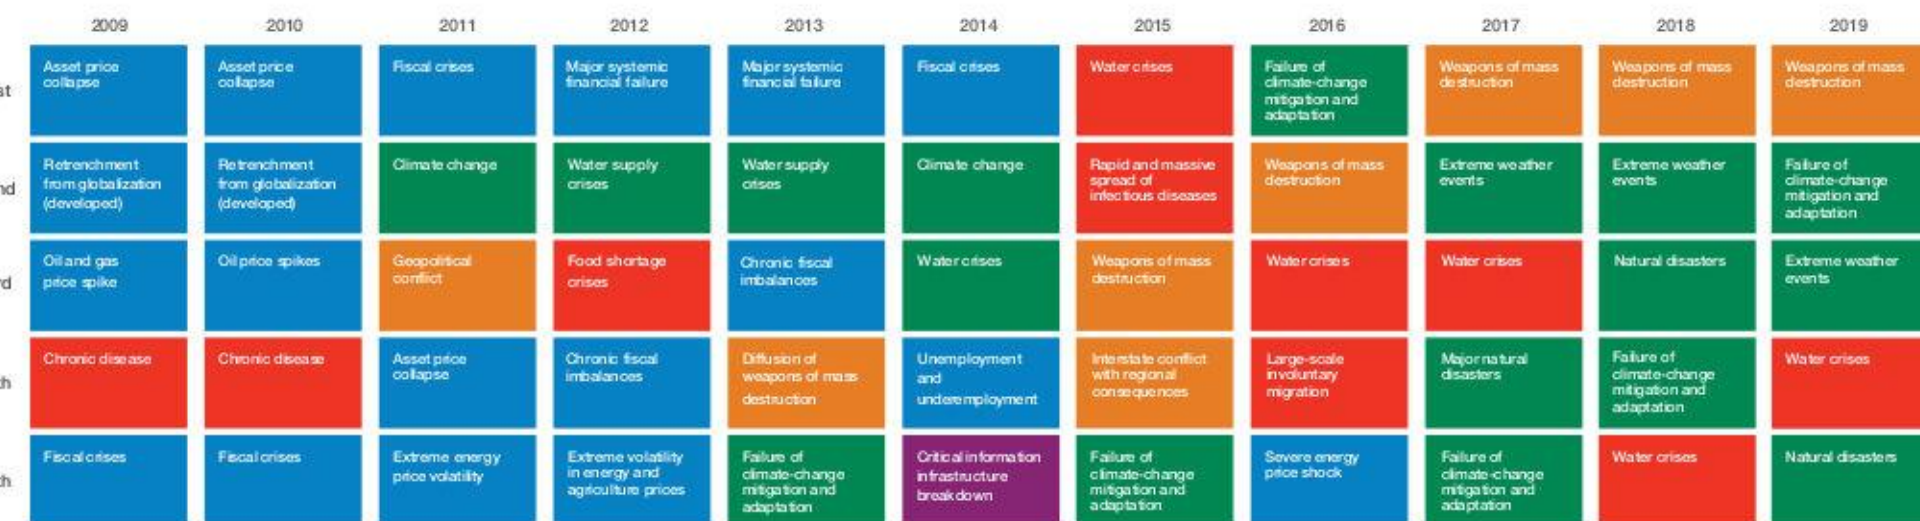 2009 2010 2011 2012 2013 2014 2015 2016 2017 2018 2019
st
Asset price
collapse
Asset price
collapse
Fiscal crises
Major systemic
financial failure
Major systemic
financial failure
Fiscal crises
Water crises
Failure of
climate-change
mitigation and
adaptation
Weapons of mass
destruction
Weapons of mass
destruction
Weapons of mass
destruction
nd
Retrenchment
from globalization
(developed)
Retrenchment
from globalization
(developed)
Climate change
Water supply
crises
Water supply
crises
Climate change
Rapid and massive
spread of
infectious diseases
Weapons of mass
destruction
Extreme weather
events
Extreme weather
events
Failure of
climate-change
mitigation and
adaptation
rd
Oil and gas
price spike
Oil price spikes
Geopolitical
conflict
Food shortage
crises
Chronic fiscal
imbalances
Water crises
Weapons of mass
destruction
Water crises
Water crises
Natural disasters
Extreme weather
events
th
Chronic disease
Chronic disease
Asset price
collapse
Chronic fiscal
imbalances
Diffusion of
weapons of mass
destruction
Unemployment
and
underemployment
Interstate conflict
with regional
consequences
Large-scale
involuntary
migration
Major natural
disasters
Failure of
climate-change
mitigation and
adaptation
Water crises
th
Fiscal crises
Fiscal crises
Extreme energy
price volatility
Extreme volatility
in energy and
agriculture prices
Failure of
climate-change
mitigation and
adaptation
Critical information
infrastructure
breakdown
Failure of
climate-change
mitigation and
adaptation
Severe energy
price shock
Failure of
climate-change
mitigation and
adaptation
Water crises
Natural disasters